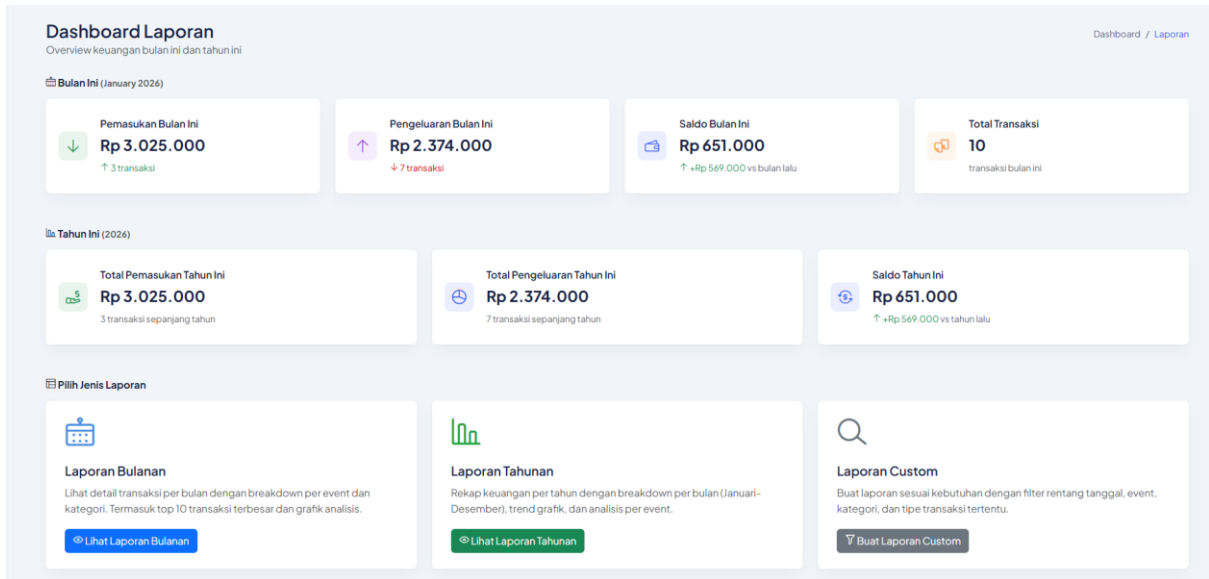 Dashboard Laporan
Overview keuangan bulan ini dan tahun ini
Dashboard / Laporan
Bulan Ini (January 2026)
Pemasukan Bulan Ini
Rp 3.025.000
↑ 3 transaksi
Pengeluaran Bulan Ini
Rp 2.374.000
↓ 7 transaksi
Saldo Bulan Ini
Rp 651.000
↑ +Rp 569.000 vs bulan lalu
Total Transaksi
10
transaksi bulan ini
Tahun Ini (2026)
Total Pemasukan Tahun Ini
Rp 3.025.000
3 transaksi sepanjang tahun
Total Pengeluaran Tahun Ini
Rp 2.374.000
7 transaksi sepanjang tahun
Saldo Tahun Ini
Rp 651.000
↑ +Rp 569.000 vs tahun lalu
Pilih Jenis Laporan
Laporan Bulanan
Lihat detail transaksi per bulan dengan breakdown per event dan
kategori. Termasuk top 10 transaksi terbesar dan grafik analisis.
Lihat Laporan Bulanan
Laporan Tahunan
Rekap keuangan per tahun dengan breakdown per bulan (Januari-
Desember), trend grafik, dan analisis per event.
Lihat Laporan Tahunan
Laporan Custom
Buat laporan sesuai kebutuhan dengan filter rentang tanggal, event,
kategori, dan tipe transaksi tertentu.
Buat Laporan Custom